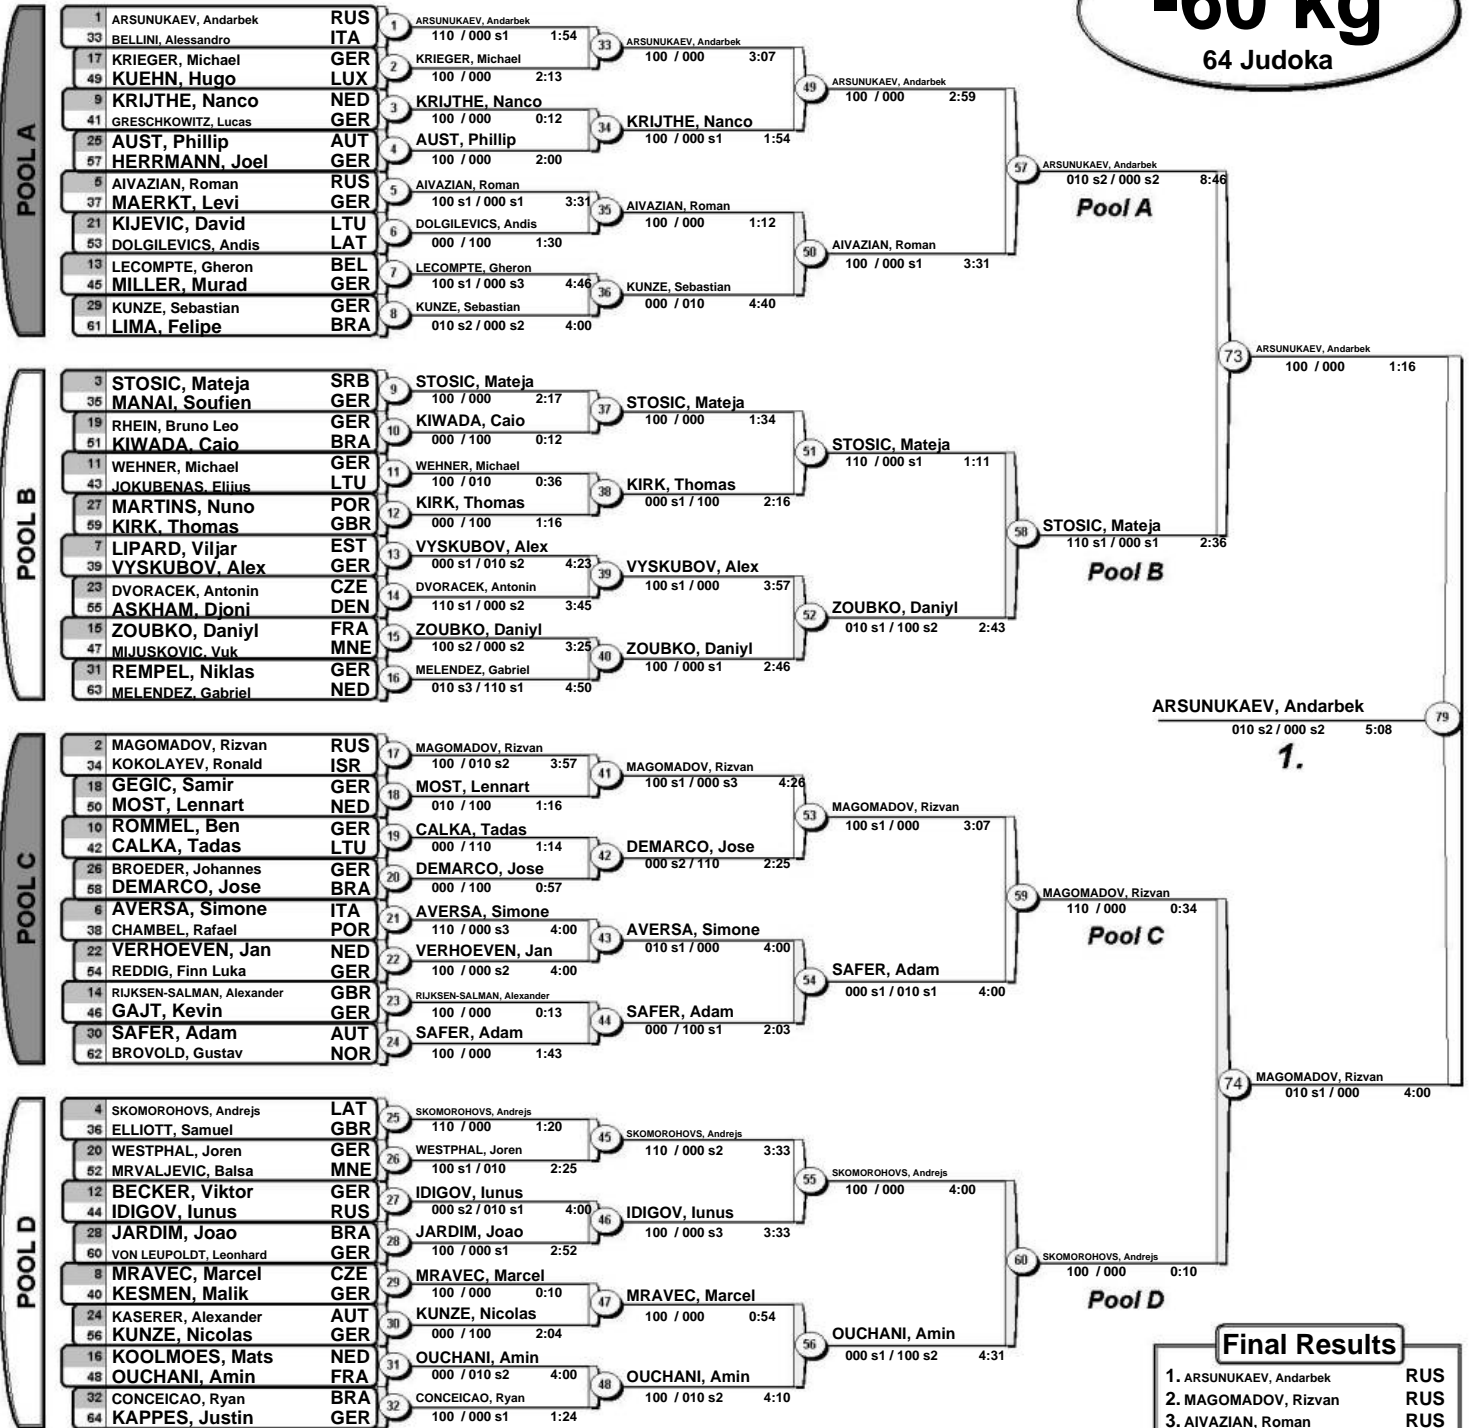 -60 kg
64 Judoka
POOL A
1 ARSUNUKAEV, Andarbek RUS
33 BELLINI, Alessandro ITA
17 KRIEGER, Michael GER
49 KUEHN, Hugo LUX
9 KRIJTHE, Nanco NED
41 GRESCHKOWITZ, Lucas GER
25 AUST, Phillip AUT
57 HERRMANN, Joel GER
5 AIVAZIAN, Roman RUS
37 MAERKT, Levi GER
21 KIJEVIC, David LTU
53 DOLGILEVICS, Andis LAT
13 LECOMPTE, Gheron BEL
45 MILLER, Murad GER
29 KUNZE, Sebastian GER
61 LIMA, Felipe BRA
1 ARSUNUKAEV, Andarbek
110 / 000 s1 1:54
2 KRIEGER, Michael
100 / 000 2:13
3 KRIJTHE, Nanco
100 / 000 0:12
4 AUST, Phillip
100 / 000 2:00
5 AIVAZIAN, Roman
100 s1 / 000 s1 3:31
6 DOLGILEVICS, Andis
000 / 100 1:30
7 LECOMPTE, Gheron
100 s1 / 000 s3 4:46
8 KUNZE, Sebastian
010 s2 / 000 s2 4:00
33 ARSUNUKAEV, Andarbek
100 / 000 3:07
34 KRIJTHE, Nanco
100 / 000 s1 1:54
35 AIVAZIAN, Roman
100 / 000 1:12
36 KUNZE, Sebastian
000 / 010 4:40
49 ARSUNUKAEV, Andarbek
100 / 000 2:59
50 AIVAZIAN, Roman
100 / 000 s1 3:31
57 ARSUNUKAEV, Andarbek
010 s2 / 000 s2 8:46
Pool A
POOL B
3 STOSIC, Mateja SRB
35 MANAI, Soufien GER
19 RHEIN, Bruno Leo GER
51 KIWADA, Caio BRA
11 WEHNER, Michael GER
43 JOKUBENAS, Elijus LTU
27 MARTINS, Nuno POR
59 KIRK, Thomas GBR
7 LIPARD, Viljar EST
39 VYSKUBOV, Alex GER
23 DVORACEK, Antonin CZE
55 ASKHAM, Djoni DEN
15 ZOUBKO, Daniyl FRA
47 MIJUSKOVIC, Vuk MNE
31 REMPEL, Niklas GER
63 MELENDEZ, Gabriel NED
9 STOSIC, Mateja
100 / 000 2:17
10 KIWADA, Caio
000 / 100 0:12
11 WEHNER, Michael
100 / 010 0:36
12 KIRK, Thomas
000 / 100 1:16
13 VYSKUBOV, Alex
000 s1 / 010 s2 4:23
14 DVORACEK, Antonin
110 s1 / 000 s2 3:45
15 ZOUBKO, Daniyl
100 s2 / 000 s2 3:25
16 MELENDEZ, Gabriel
010 s3 / 110 s1 4:50
37 STOSIC, Mateja
100 / 000 1:34
38 KIRK, Thomas
000 s1 / 100 2:16
39 VYSKUBOV, Alex
100 s1 / 000 3:57
40 ZOUBKO, Daniyl
100 / 000 s1 2:46
51 STOSIC, Mateja
110 / 000 s1 1:11
52 ZOUBKO, Daniyl
010 s1 / 100 s2 2:43
58 STOSIC, Mateja
110 s1 / 000 s1 2:36
Pool B
73 ARSUNUKAEV, Andarbek
100 / 000 1:16
ARSUNUKAEV, Andarbek 79
010 s2 / 000 s2 5:08
1.
POOL C
2 MAGOMADOV, Rizvan RUS
34 KOKOLAYEV, Ronald ISR
18 GEGIC, Samir GER
50 MOST, Lennart NED
10 ROMMEL, Ben GER
42 CALKA, Tadas LTU
26 BROEDER, Johannes GER
58 DEMARCO, Jose BRA
6 AVERSA, Simone ITA
38 CHAMBEL, Rafael POR
22 VERHOEVEN, Jan NED
54 REDDIG, Finn Luka GER
14 RIJKSEN-SALMAN, Alexander GBR
46 GAJT, Kevin GER
30 SAFER, Adam AUT
62 BROVOLD, Gustav NOR
17 MAGOMADOV, Rizvan
100 / 010 s2 3:57
18 MOST, Lennart
010 / 100 1:16
19 CALKA, Tadas
000 / 110 1:14
20 DEMARCO, Jose
000 / 100 0:57
21 AVERSA, Simone
110 / 000 s3 4:00
22 VERHOEVEN, Jan
100 / 000 s2 4:00
23 RIJKSEN-SALMAN, Alexander
100 / 000 0:13
24 SAFER, Adam
100 / 000 1:43
41 MAGOMADOV, Rizvan
100 s1 / 000 s3 4:26
42 DEMARCO, Jose
000 s2 / 110 2:25
43 AVERSA, Simone
010 s1 / 000 4:00
44 SAFER, Adam
000 / 100 s1 2:03
53 MAGOMADOV, Rizvan
100 s1 / 000 3:07
54 SAFER, Adam
000 s1 / 010 s1 4:00
59 MAGOMADOV, Rizvan
110 / 000 0:34
Pool C
POOL D
4 SKOMOROHOVS, Andrejs LAT
36 ELLIOTT, Samuel GBR
20 WESTPHAL, Joren GER
52 MRVALJEVIC, Balsa MNE
12 BECKER, Viktor GER
44 IDIGOV, Iunus RUS
28 JARDIM, Joao BRA
60 VON LEUPOLDT, Leonhard GER
8 MRAVEC, Marcel CZE
40 KESMEN, Malik GER
24 KASERER, Alexander AUT
56 KUNZE, Nicolas GER
16 KOOLMOES, Mats NED
48 OUCHANI, Amin FRA
32 CONCEICAO, Ryan BRA
64 KAPPES, Justin GER
25 SKOMOROHOVS, Andrejs
110 / 000 1:20
26 WESTPHAL, Joren
100 s1 / 010 2:25
27 IDIGOV, Iunus
000 s2 / 010 s1 4:00
28 JARDIM, Joao
100 / 000 s1 2:52
29 MRAVEC, Marcel
100 / 000 0:10
30 KUNZE, Nicolas
000 / 100 2:04
31 OUCHANI, Amin
000 / 010 s2 4:00
32 CONCEICAO, Ryan
100 / 000 s1 1:24
45 SKOMOROHOVS, Andrejs
110 / 000 s2 3:33
46 IDIGOV, Iunus
100 / 000 s3 3:33
47 MRAVEC, Marcel
100 / 000 0:54
48 OUCHANI, Amin
100 / 010 s2 4:10
55 SKOMOROHOVS, Andrejs
100 / 000 4:00
56 OUCHANI, Amin
000 s1 / 100 s2 4:31
60 SKOMOROHOVS, Andrejs
100 / 000 0:10
Pool D
74 MAGOMADOV, Rizvan
010 s1 / 000 4:00
Final Results
1. ARSUNUKAEV, Andarbek RUS
2. MAGOMADOV, Rizvan RUS
3. AIVAZIAN, Roman RUS